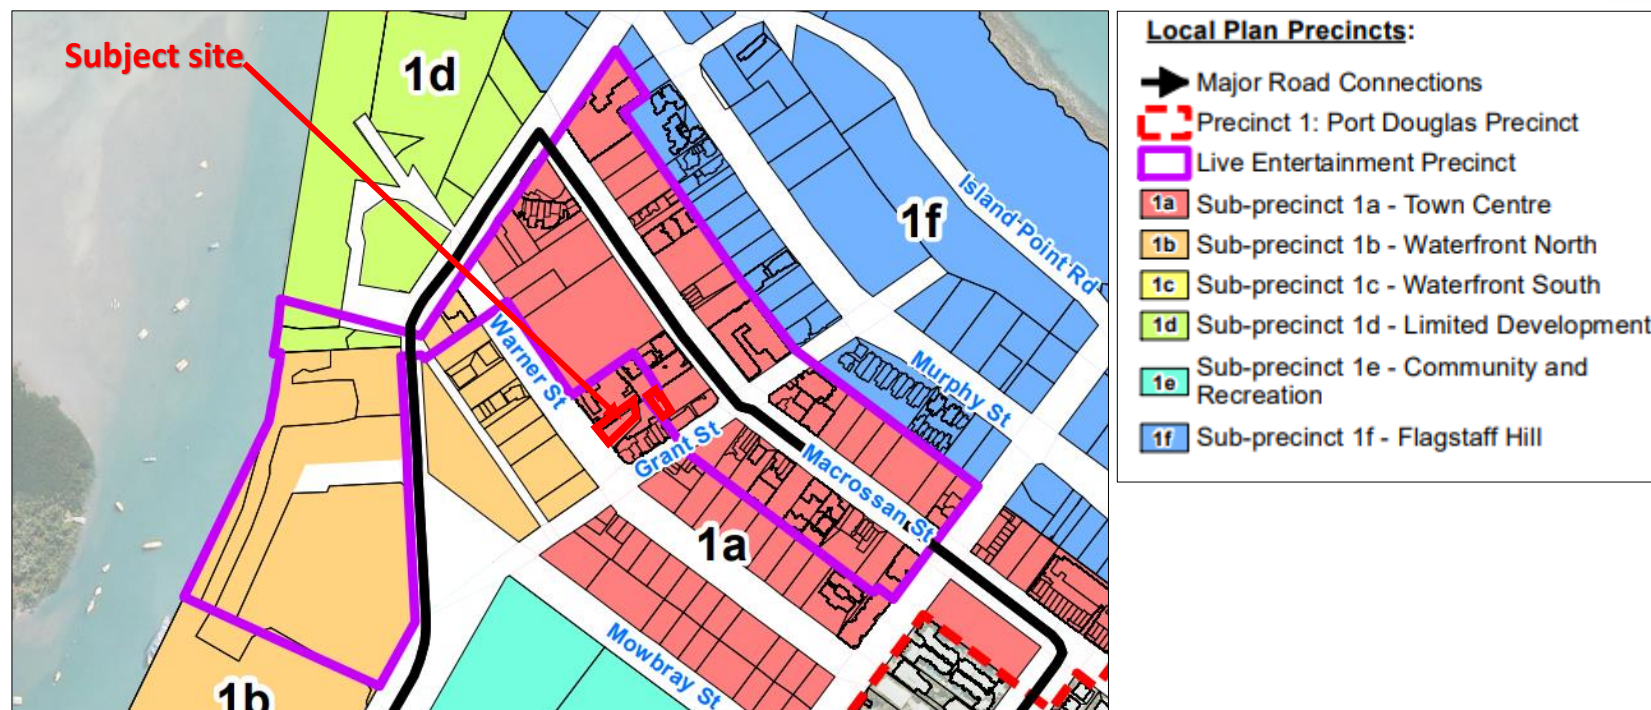 Subject site
1d
1f
Island Point Rd
Warner St
Murphy St
Grant St
Macrossan St
1a
Mowbray St
1b
Local Plan Precincts:
Major Road Connections
Precinct 1: Port Douglas Precinct
Live Entertainment Precinct
1a Sub-precinct 1a - Town Centre
1b Sub-precinct 1b - Waterfront North
1c Sub-precinct 1c - Waterfront South
1d Sub-precinct 1d - Limited Development
1e Sub-precinct 1e - Community and
Recreation
1f Sub-precinct 1f - Flagstaff Hill